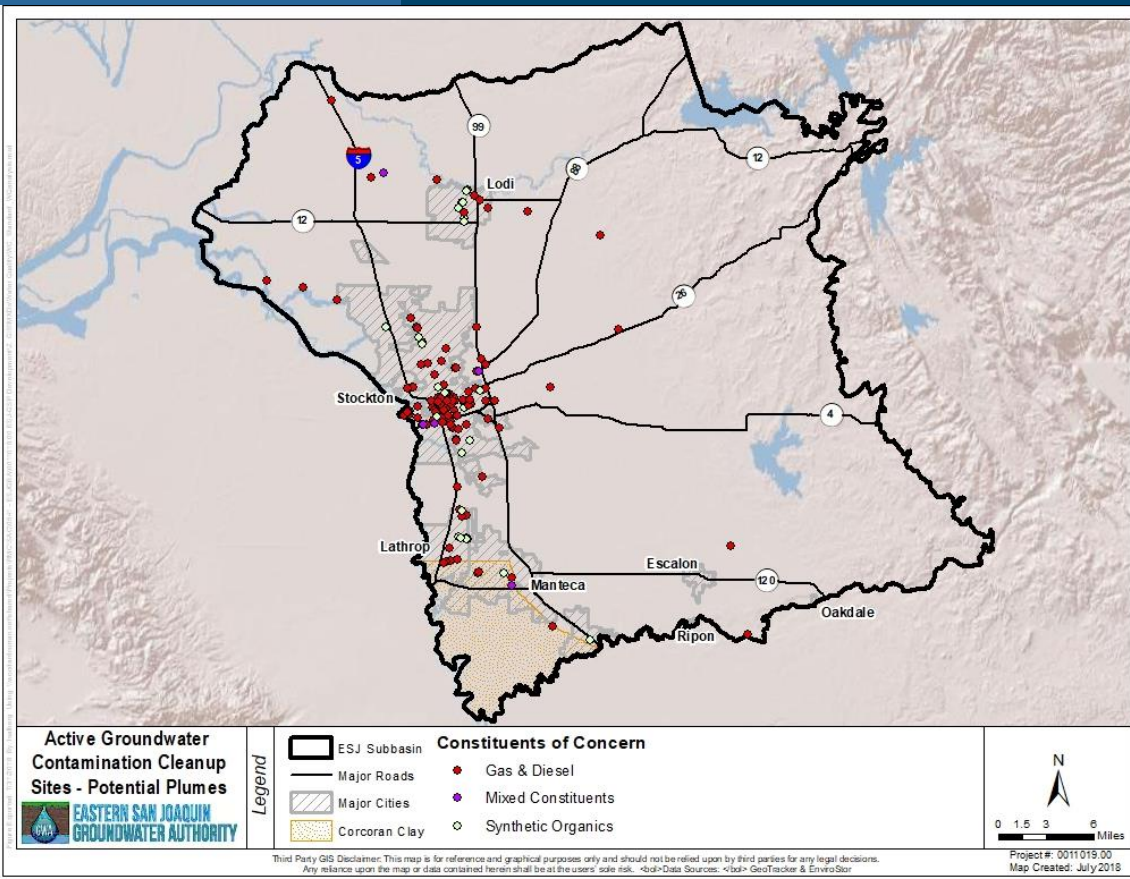 99
12
5
88
Lodi
12
26
Stockton
4
Lathrop
Escalon
Manteca
120
Oakdale
Ripon
Active Groundwater
Contamination Cleanup
Sites - Potential Plumes
GWA
EASTERN SAN JOAQUIN
GROUNDWATER AUTHORITY
Legend
ESJ Subbasin
Major Roads
Major Cities
Corcoran Clay
Constituents of Concern
Gas & Diesel
Mixed Constituents
Synthetic Organics
N
0 1.5 3 6
Miles
Third Party GIS Disclaimer: This map is for reference and graphical purposes only and should not be relied upon by third parties for any legal decisions.
Any reliance upon the map or data contained herein shall be at the users' sole risk. <bol>Data Sources: </bol> GeoTracker & EnviroStor
Project #: 0011019.00
Map Created: July 2018